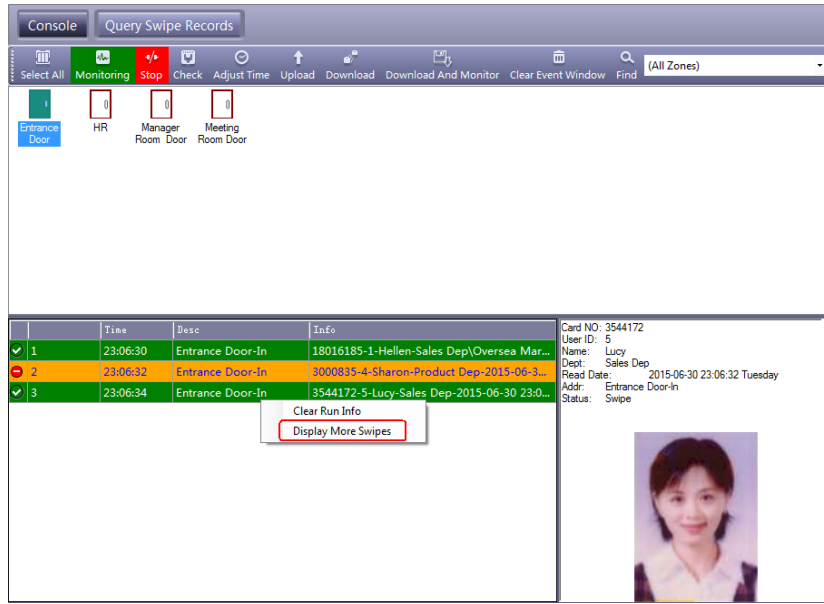 Console Query Swipe Records
Select All Monitoring Stop Check Adjust Time Upload Download Download And Monitor Clear Event Window Find (All Zones)
Entrance Door
HR
Manager Room Door
Meeting Room Door
Time Desc Info
1 23:06:30 Entrance Door-In 18016185-1-Hellen-Sales Dep\Oversea Mar...
2 23:06:32 Entrance Door-In 3000835-4-Sharon-Product Dep-2015-06-3...
3 23:06:34 Entrance Door-In 3544172-5-Lucy-Sales Dep-2015-06-30 23:0...
Clear Run Info
Display More Swipes
Card NO: 3544172
User ID: 5
Name: Lucy
Dept: Sales Dep
Read Date: 2015-06-30 23:06:32 Tuesday
Addr: Entrance Door-In
Status: Swipe